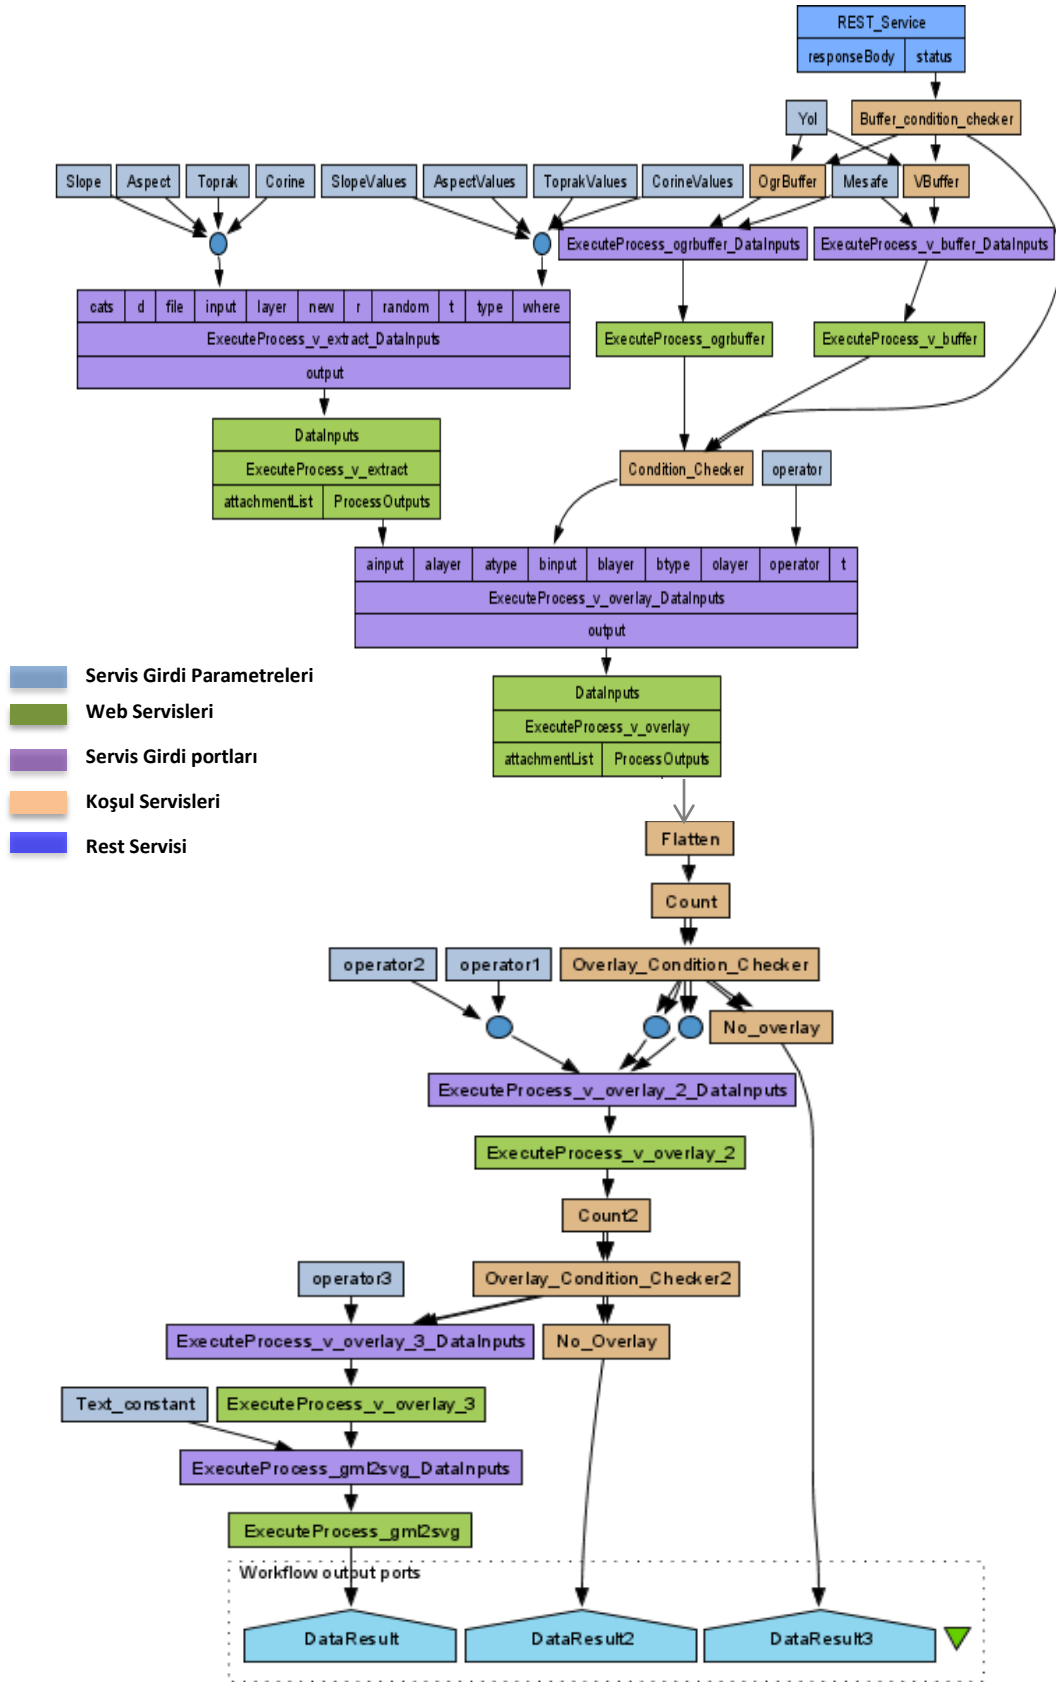 REST_Service
responseBody status
Yol Buffer_condition_checker
Slope Aspect Toprak Corine SlopeValues AspectValues ToprakValues CorineValues OgrBuffer Mesafe VBuffer
ExecuteProcess_ogrbuffer_DataInputs ExecuteProcess_v_buffer_DataInputs
cats d file input layer new r random t type where
ExecuteProcess_v_extract_DataInputs
output
ExecuteProcess_ogrbuffer ExecuteProcess_v_buffer
DataInputs
ExecuteProcess_v_extract
attachmentList ProcessOutputs
Condition_Checker operator
ainput alayer atype binput blayer btype olayer operator t
ExecuteProcess_v_overlay_DataInputs
output
Servis Girdi Parametreleri
Web Servisleri
Servis Girdi portları
Koşul Servisleri
Rest Servisi
DataInputs
ExecuteProcess_v_overlay
attachmentList ProcessOutputs
Flatten
Count
operator2 operator1 Overlay_Condition_Checker
No_overlay
ExecuteProcess_v_overlay_2_DataInputs
ExecuteProcess_v_overlay_2
Count2
operator3 Overlay_Condition_Checker2
ExecuteProcess_v_overlay_3_DataInputs No_Overlay
Text_constant ExecuteProcess_v_overlay_3
ExecuteProcess_gml2svg_DataInputs
ExecuteProcess_gml2svg
Workflow output ports
DataResult DataResult2 DataResult3